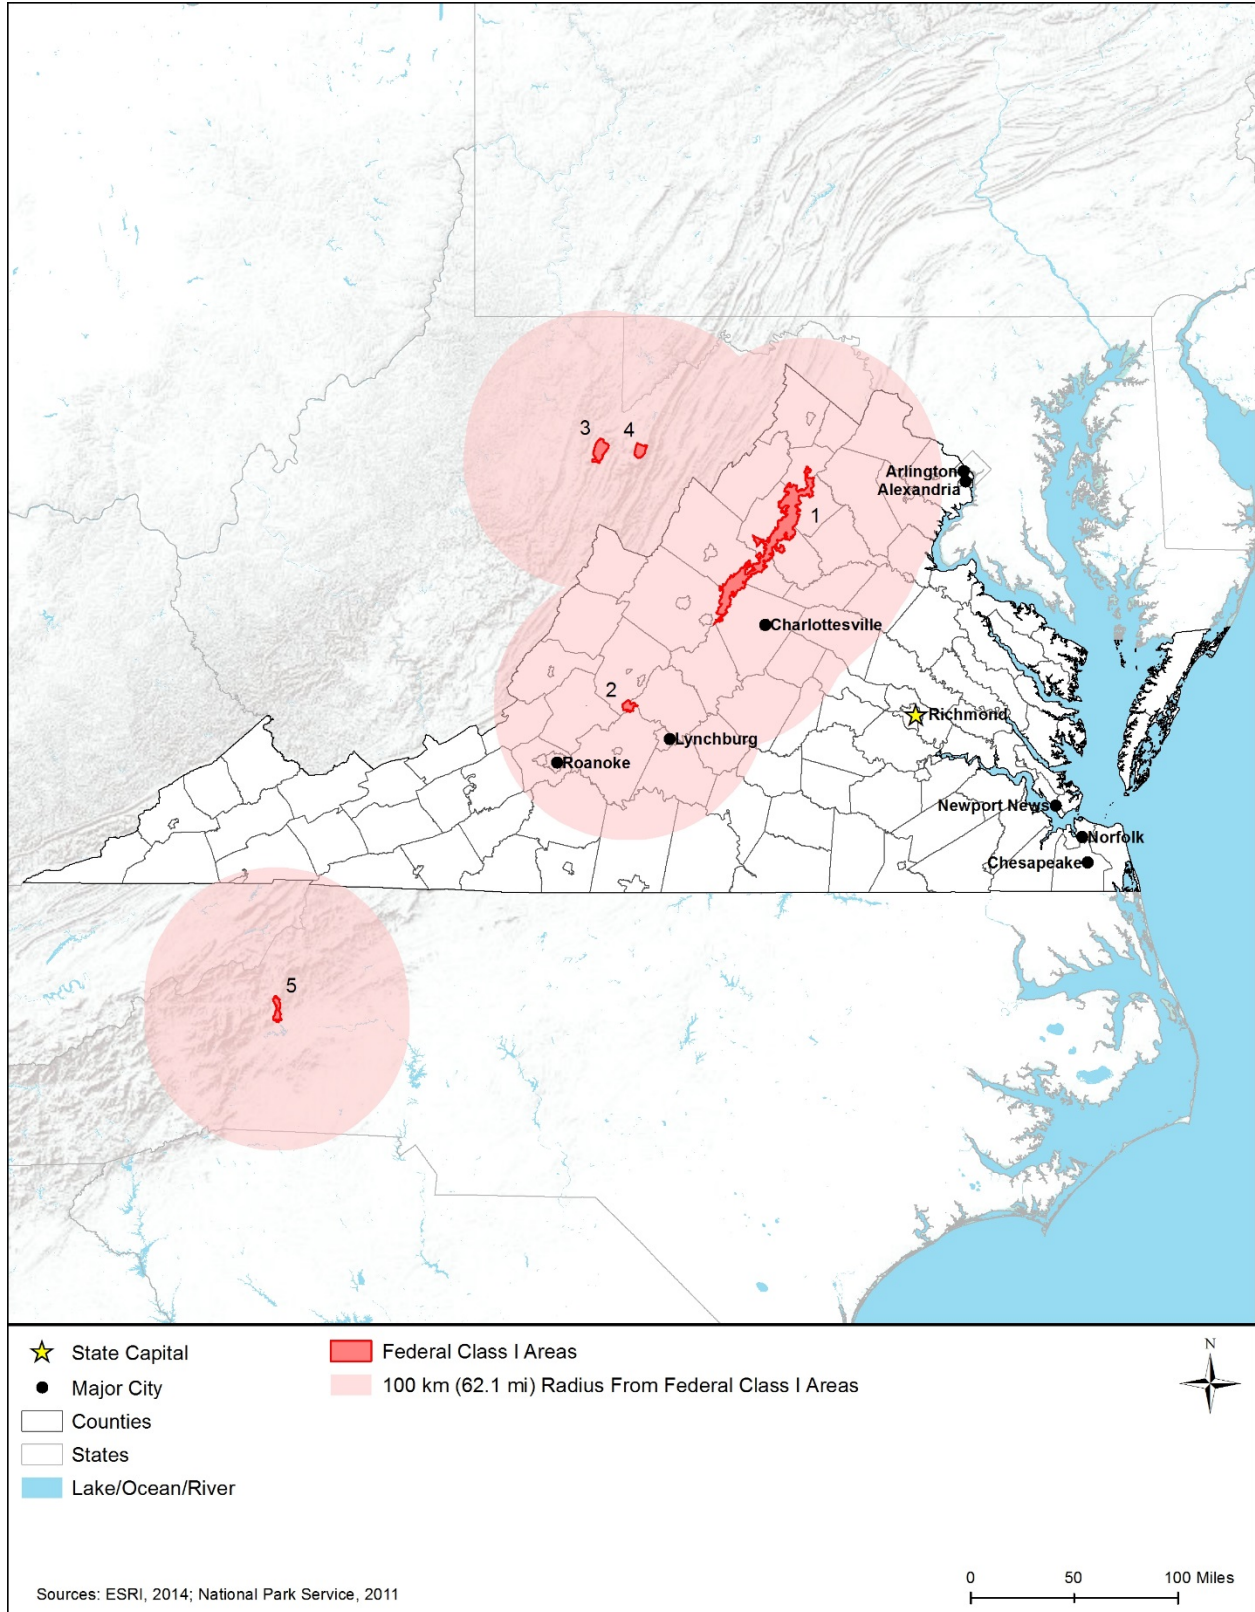 3
4
Arlington
Alexandria
1
Charlottesville
2
Richmond
Lynchburg
Roanoke
Newport News
Norfolk
Chesapeake
5
State Capital
Major City
Counties
States
Lake/Ocean/River
Federal Class I Areas
100 km (62.1 mi) Radius From Federal Class I Areas
N
Sources: ESRI, 2014; National Park Service, 2011
0 50 100 Miles